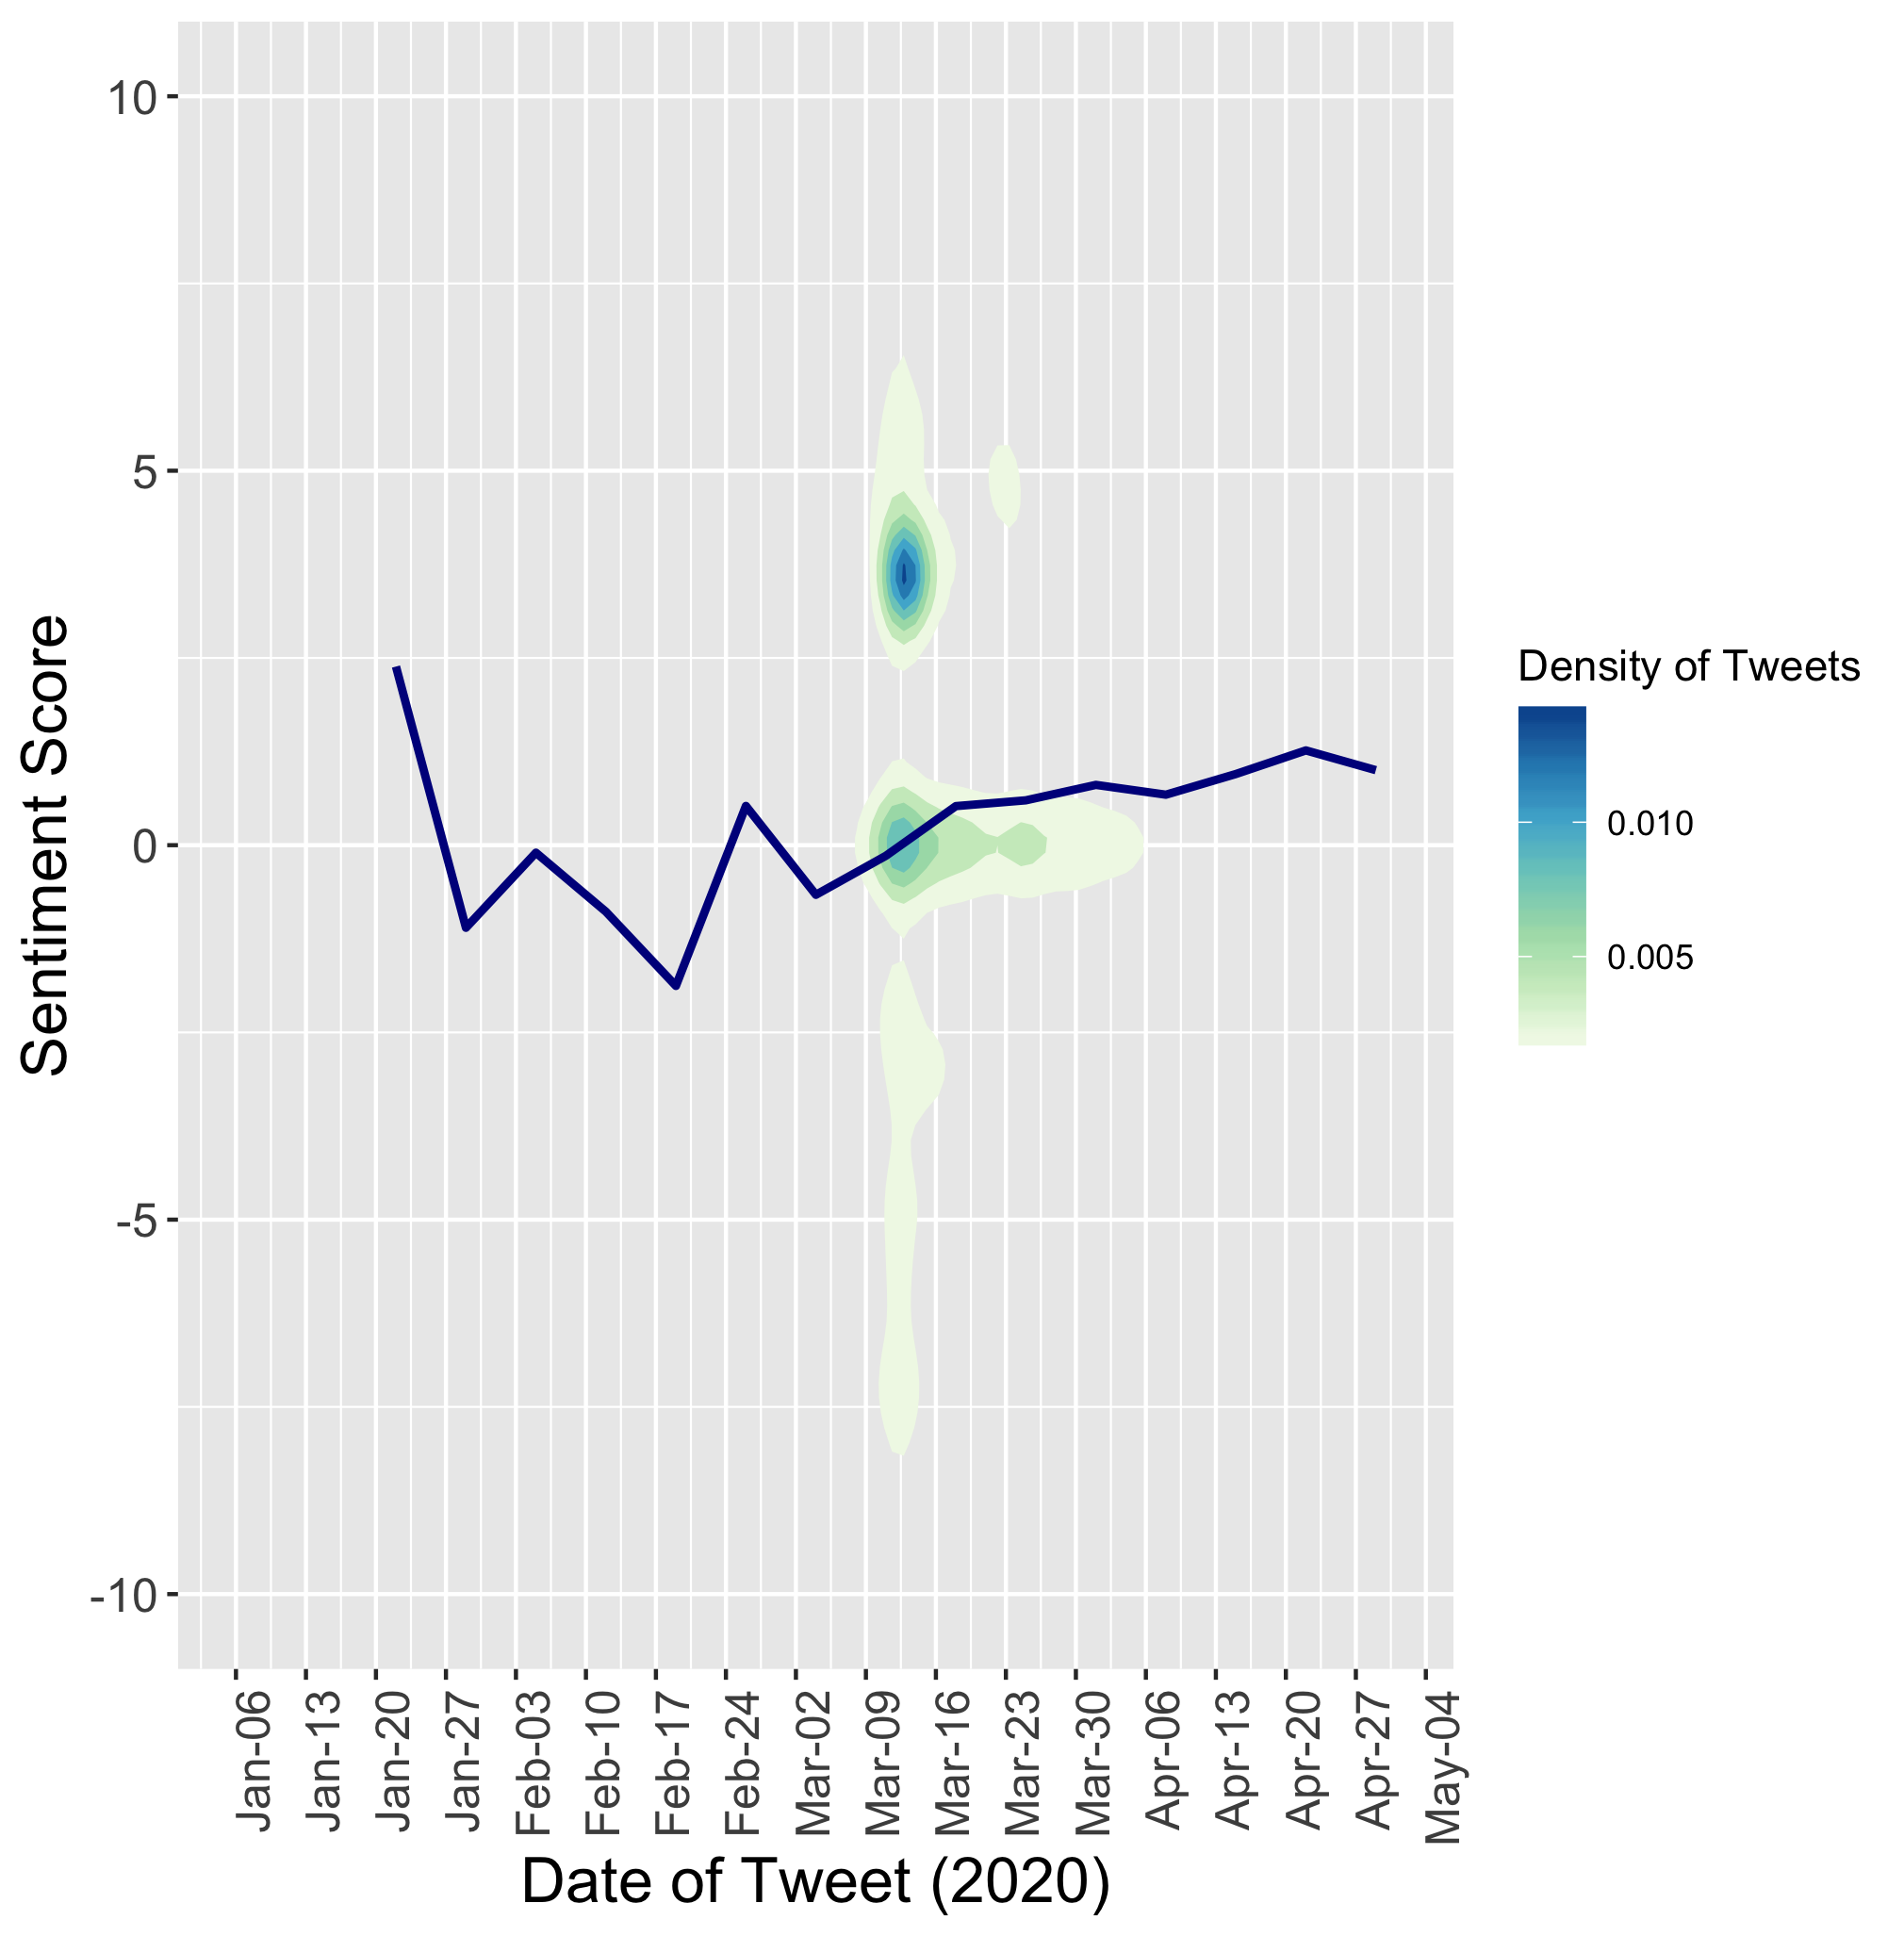 Sentiment Score
10
5
0
-5
-10
Jan-06
Jan-13
Jan-20
Jan-27
Feb-03
Feb-10
Feb-17
Feb-24
Mar-02
Mar-09
Mar-16
Mar-23
Mar-30
Apr-06
Apr-13
Apr-20
Apr-27
May-04
Date of Tweet (2020)
Density of Tweets
0.010
0.005